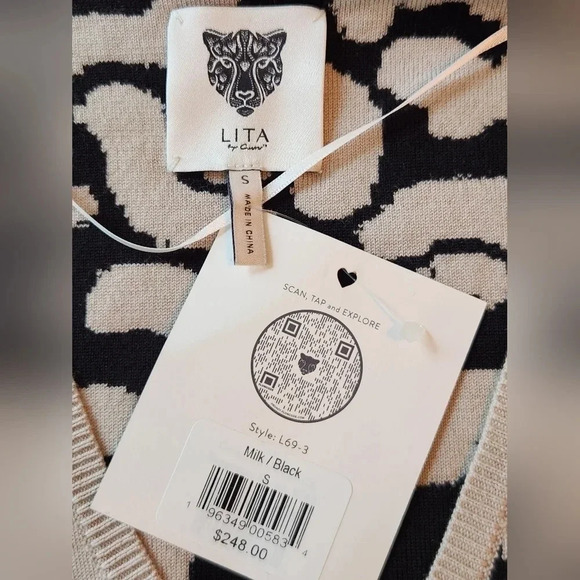 LITA
by Ciara™
S
MADE IN CHINA
SCAN, TAP and EXPLORE
Style: L69-3
Milk / Black
S
1 96349 00583 4
$248.00